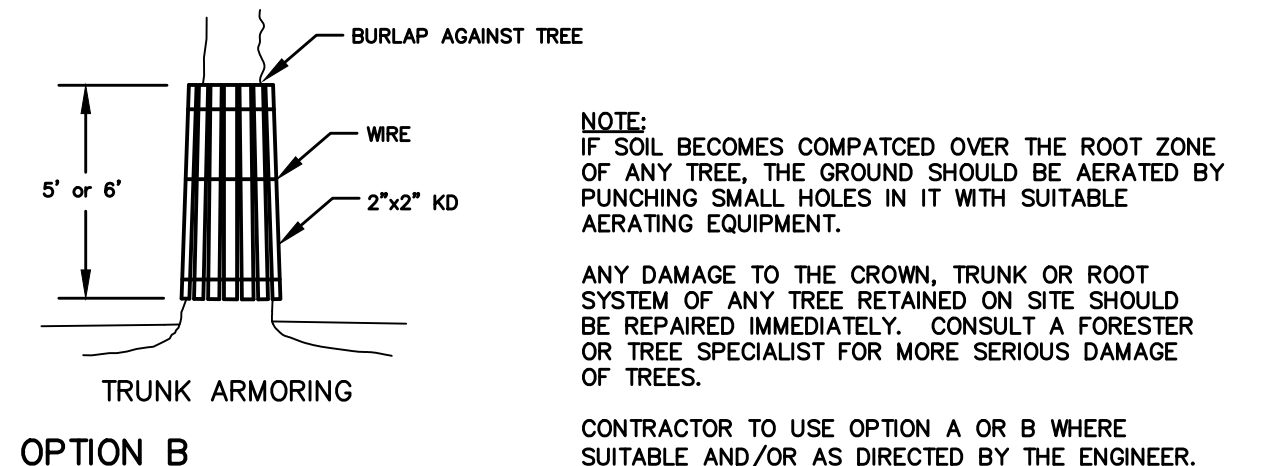 BURLAP AGAINST TREE
WIRE
5' or 6'
2"x2" KD
TRUNK ARMORING
OPTION B
NOTE:
IF SOIL BECOMES COMPATCED OVER THE ROOT ZONE
OF ANY TREE, THE GROUND SHOULD BE AERATED BY
PUNCHING SMALL HOLES IN IT WITH SUITABLE
AERATING EQUIPMENT.
ANY DAMAGE TO THE CROWN, TRUNK OR ROOT
SYSTEM OF ANY TREE RETAINED ON SITE SHOULD
BE REPAIRED IMMEDIATELY.  CONSULT A FORESTER
OR TREE SPECIALIST FOR MORE SERIOUS DAMAGE
OF TREES.
CONTRACTOR TO USE OPTION A OR B WHERE
SUITABLE AND/OR AS DIRECTED BY THE ENGINEER.